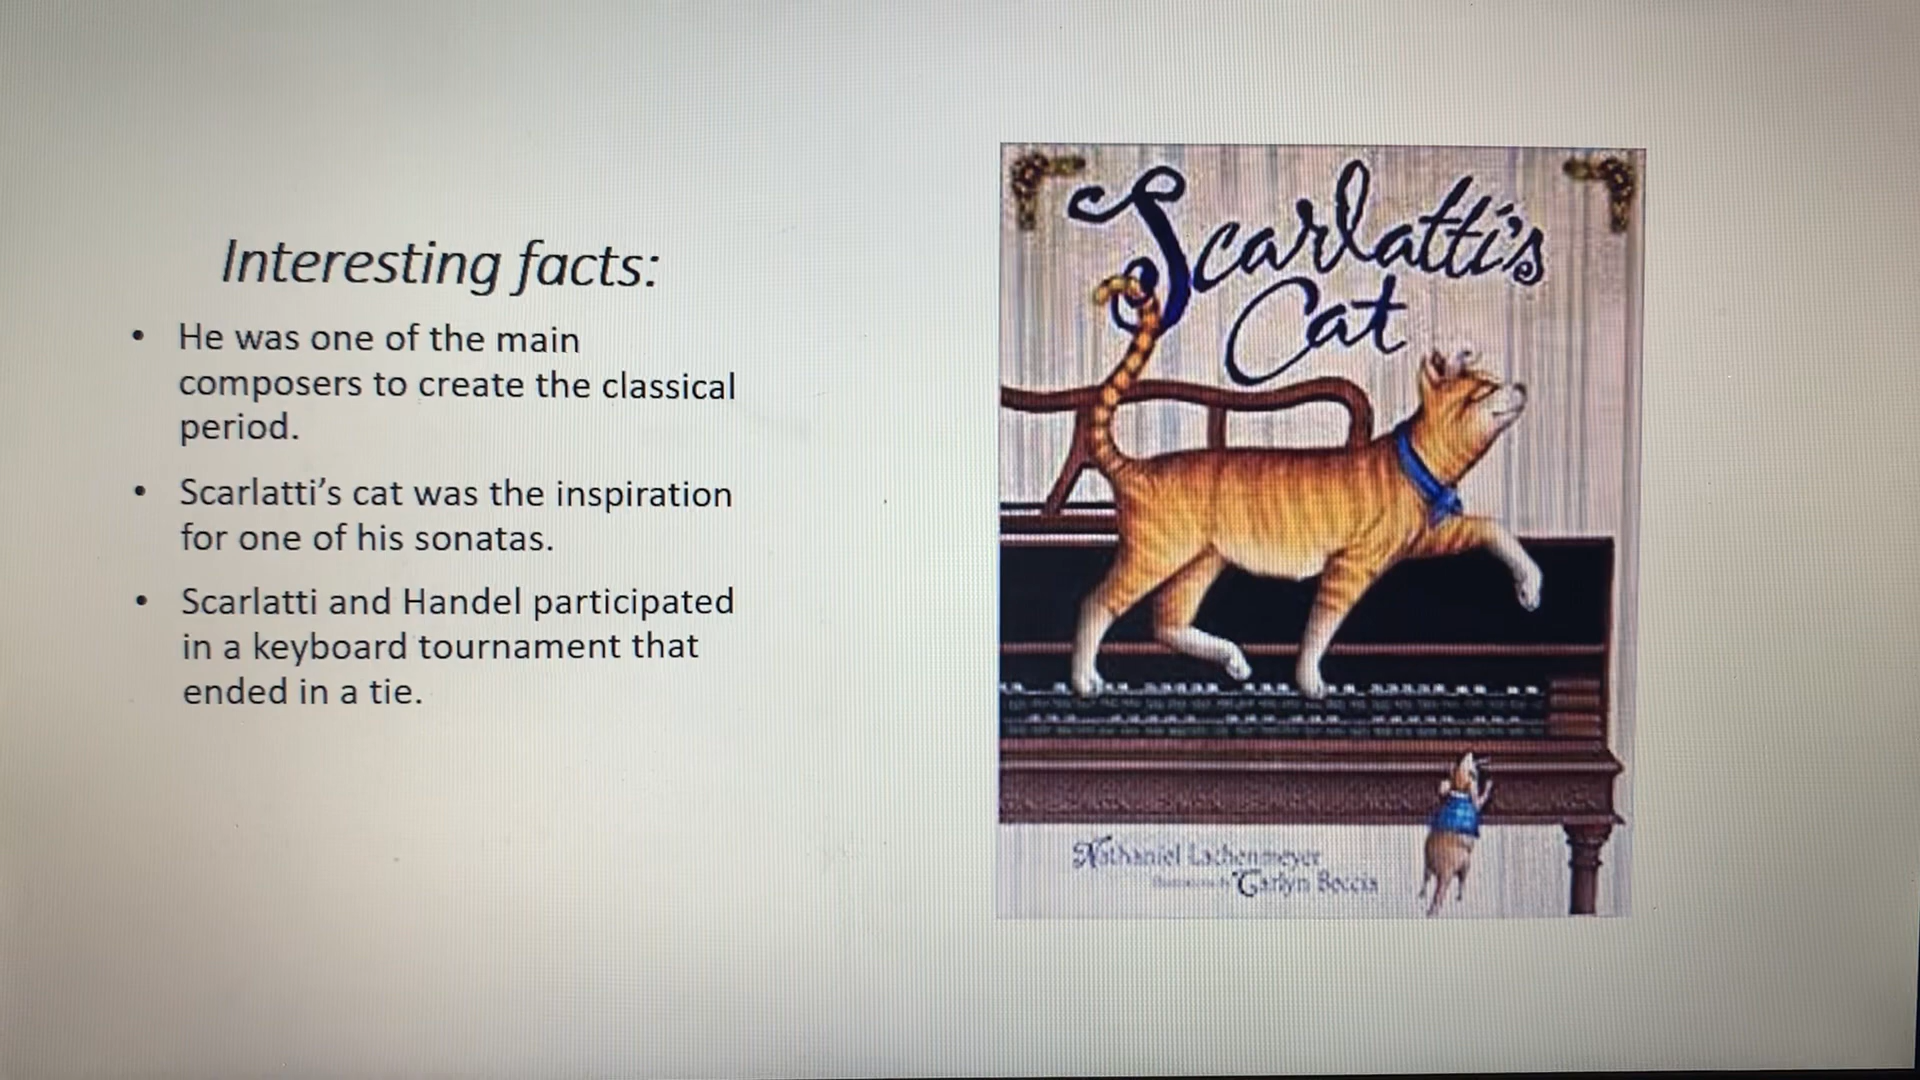 Interesting facts:
• He was one of the main
composers to create the classical
period.
• Scarlatti's cat was the inspiration
for one of his sonatas.
• Scarlatti and Handel participated
in a keyboard tournament that
ended in a tie.
Scarlatti's
Cat
Nathaniel Lachenmeyer
Carlyn Beccia